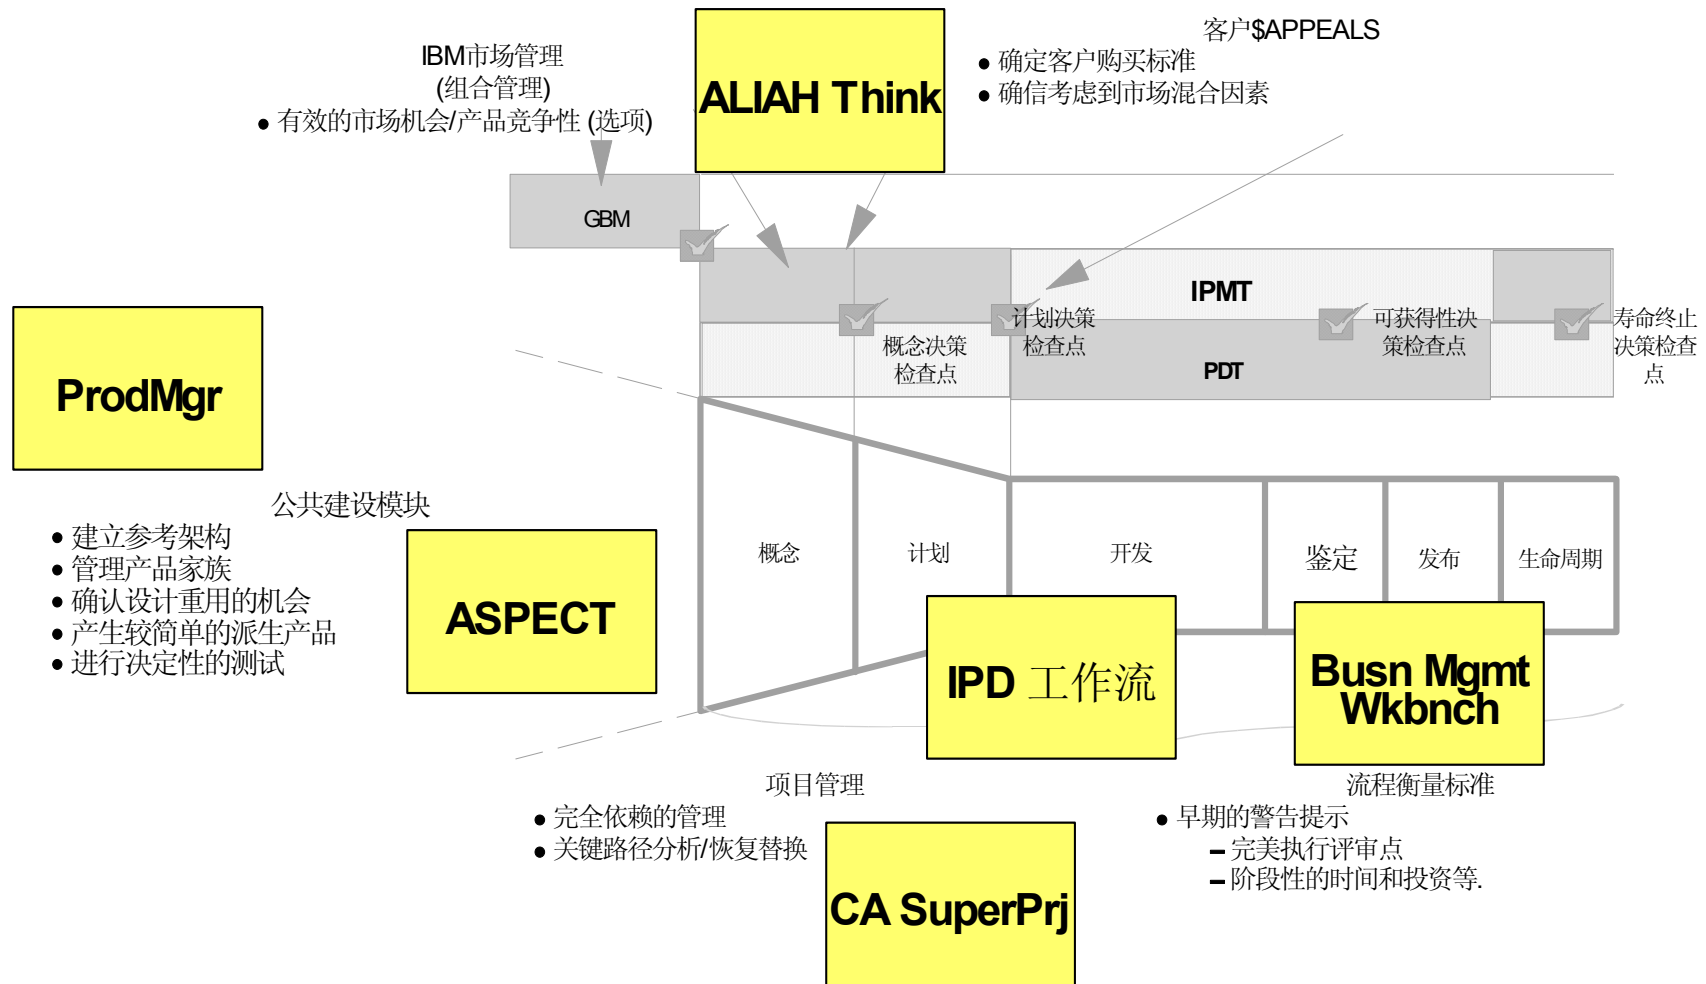 客户$APPEALS
● 确定客户购买标准
● 确信考虑到市场混合因素
IBM市场管理
(组合管理)
● 有效的市场机会/产品竞争性 (选项)
ALIAH Think
GBM
IPMT
计划决策
检查点
可获得性决
策检查点
寿命终止
决策检查
点
概念决策
检查点
PDT
ProdMgr
公共建设模块
● 建立参考架构
● 管理产品家族
● 确认设计重用的机会
● 产生较简单的派生产品
● 进行决定性的测试
ASPECT
概念
计划
开发
鉴定
发布
生命周期
IPD 工作流
Busn Mgmt
Wkbnch
项目管理
● 完全依赖的管理
● 关键路径分析/恢复替换
CA SuperPrj
流程衡量标准
● 早期的警告提示
– 完美执行评审点
– 阶段性的时间和投资等.